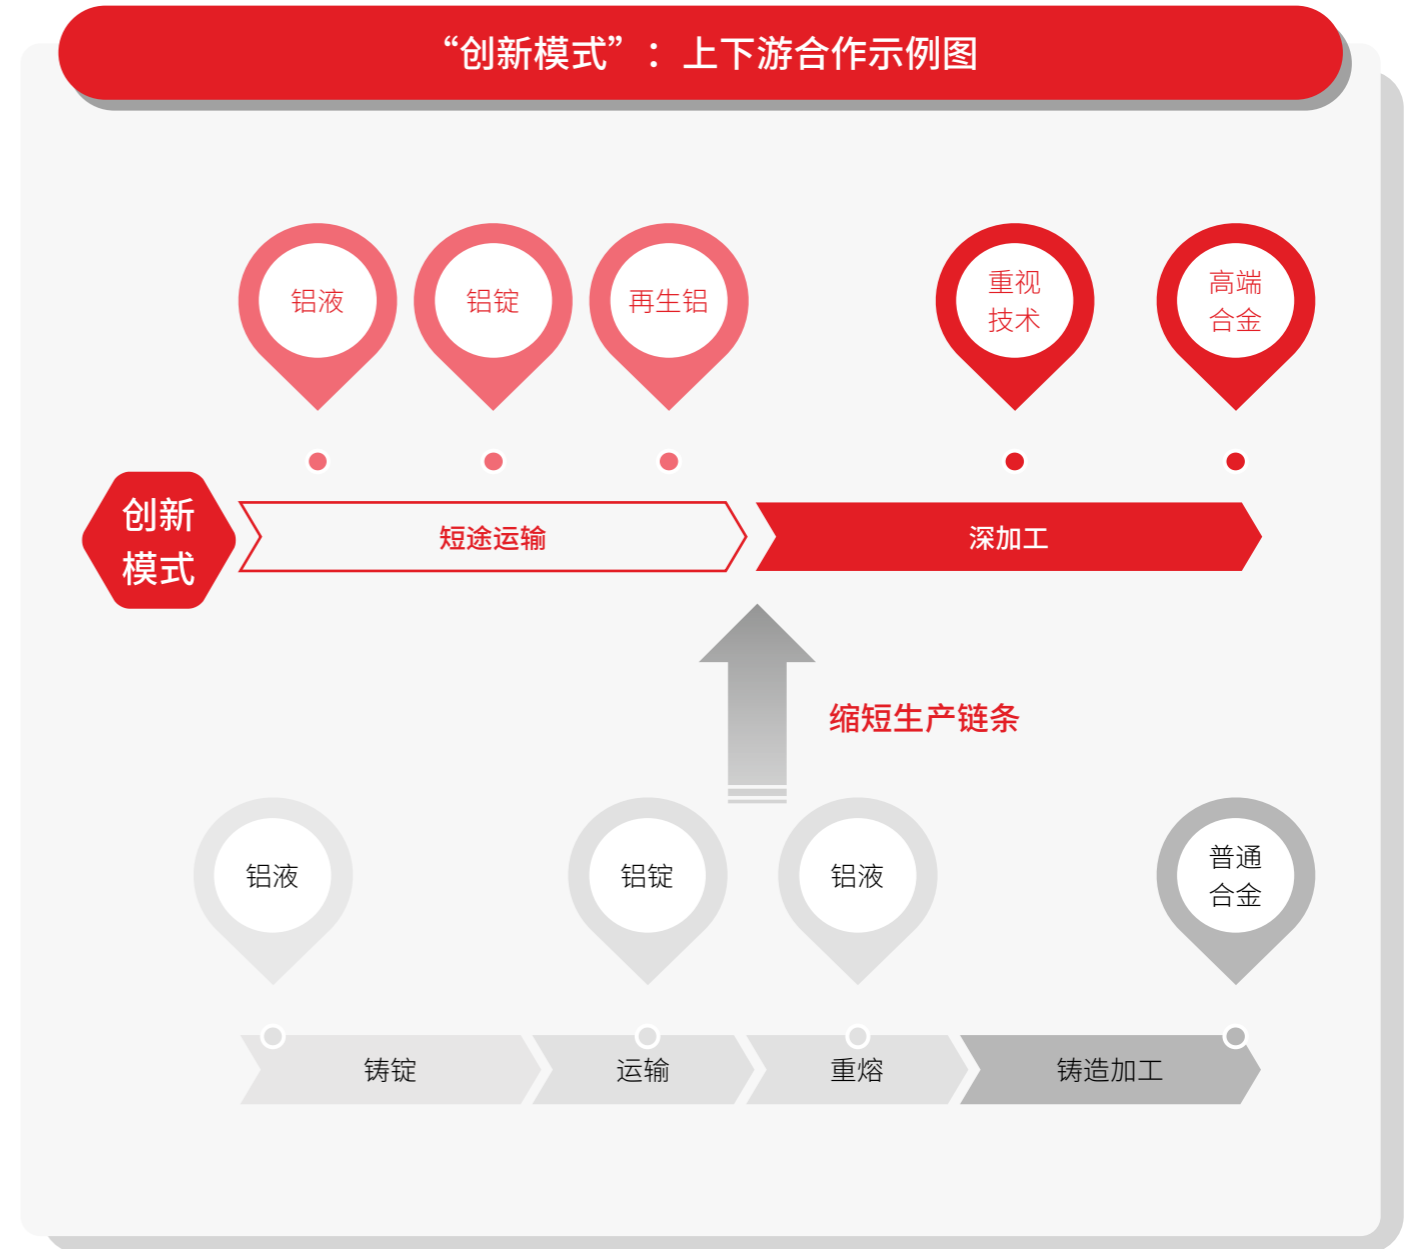 “创新模式”：上下游合作示例图
铝液
铝锭
再生铝
重视
技术
高端
合金
创新
模式
短途运输
深加工
缩短生产链条
铝液
铝锭
铝液
普通
合金
铸锭
运输
重熔
铸造加工